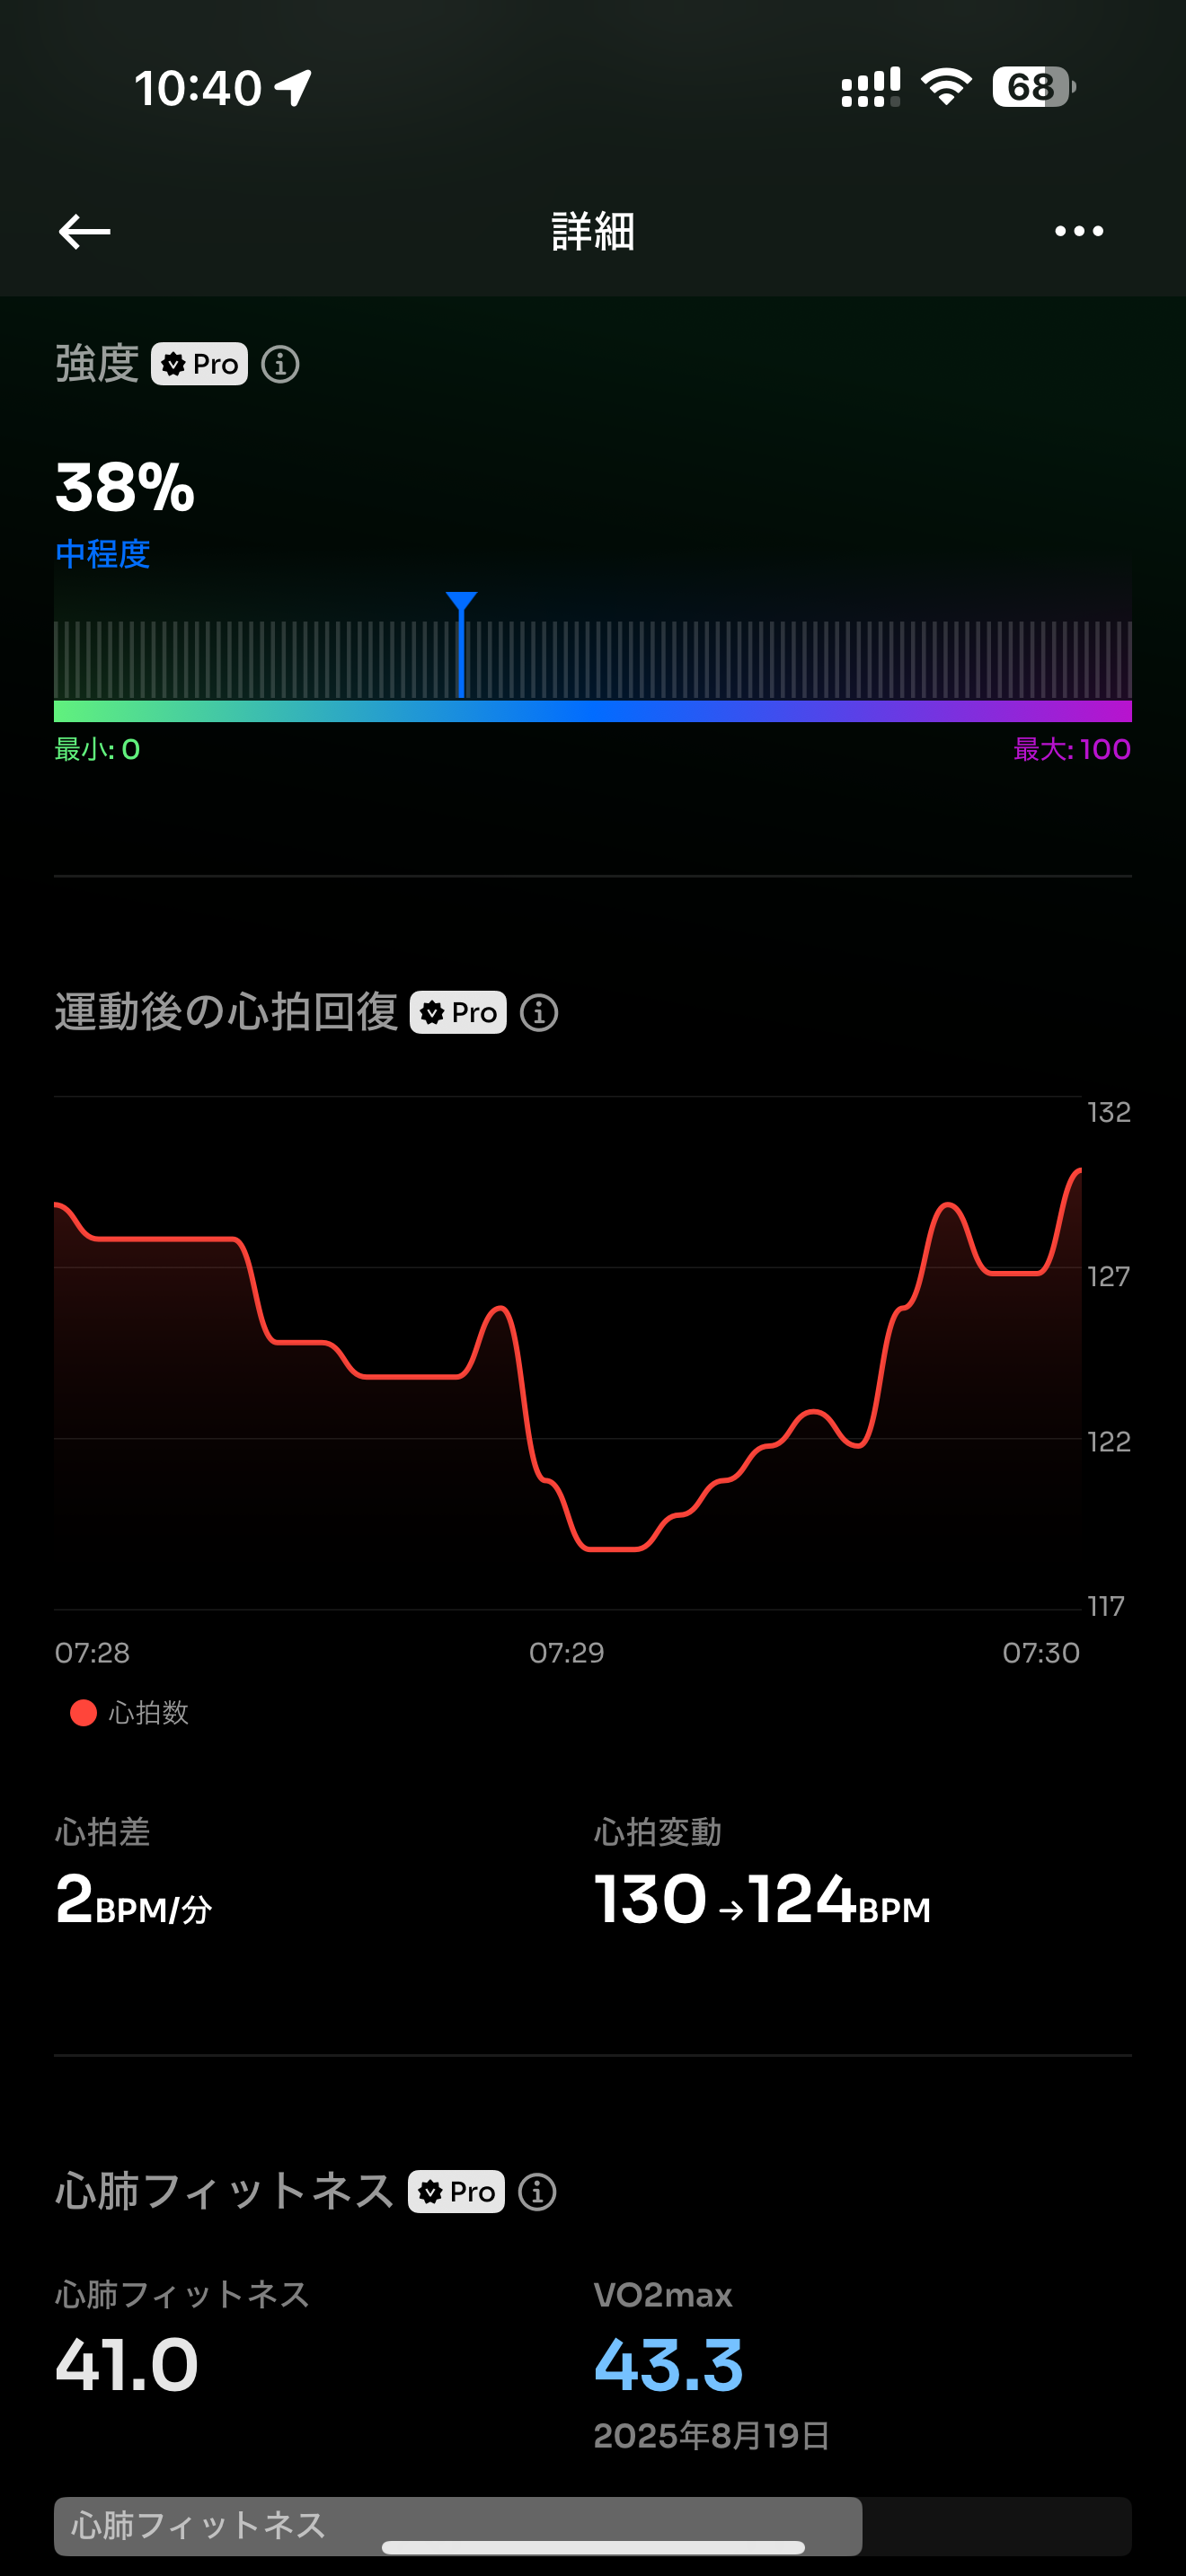 10:40
68
詳細
強度 Pro
38%
中程度
最小: 0
最大: 100
運動後の心拍回復 Pro
132
127
122
117
07:28 07:29 07:30
心拍数
心拍差 心拍変動
2BPM/分 130→124BPM
心肺フィットネス Pro
心肺フィットネス VO2max
41.0 43.3
2025年8月19日
心肺フィットネス